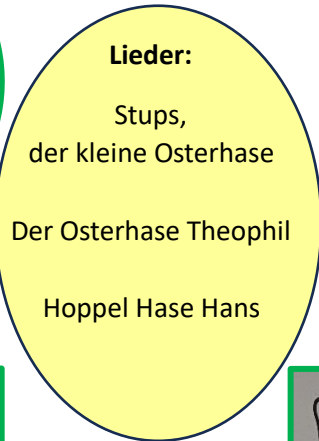 Lieder:
Stups,
der kleine Osterhase
Der Osterhase Theophil
Hoppel Hase Hans